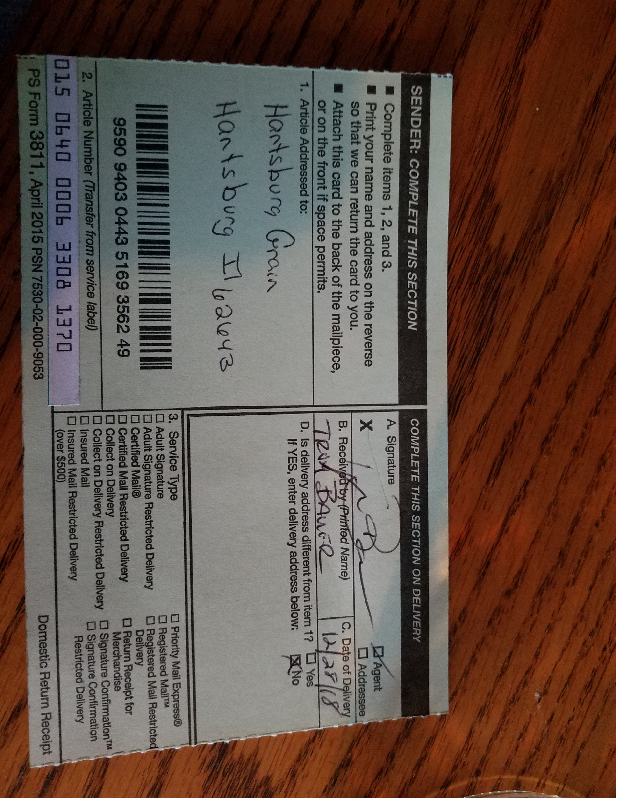 SENDER: COMPLETE THIS SECTION
■ Complete items 1, 2, and 3.
■ Print your name and address on the reverse
so that we can return the card to you.
■ Attach this card to the back of the mailpiece,
or on the front if space permits.
1. Article Addressed to:
Hartsburg Grain
Hartsburg Il 62643
9590 9403 0443 5169 3562 49
2. Article Number (Transfer from service label)
015 0640 0006 3308 1370
PS Form 3811, April 2015 PSN 7530-02-000-9053
COMPLETE THIS SECTION ON DELIVERY
A. Signature
X
☑ Agent
☐ Addressee
B. Received by (Printed Name)
C. Date of Delivery
BAUER
12/28/18
D. Is delivery address different from item 1? ☐ Yes
If YES, enter delivery address below: ☒ No
3. Service Type
☐ Adult Signature
☐ Adult Signature Restricted Delivery
☐ Certified Mail®
☐ Certified Mail Restricted Delivery
☐ Collect on Delivery
☐ Collect on Delivery Restricted Delivery
☐ Insured Mail
☐ Insured Mail Restricted Delivery
(over $500)
☐ Priority Mail Express®
☐ Registered Mail™
☐ Registered Mail Restricted
Delivery
☐ Return Receipt for
Merchandise
☐ Signature Confirmation™
☐ Signature Confirmation
Restricted Delivery
Domestic Return Receipt